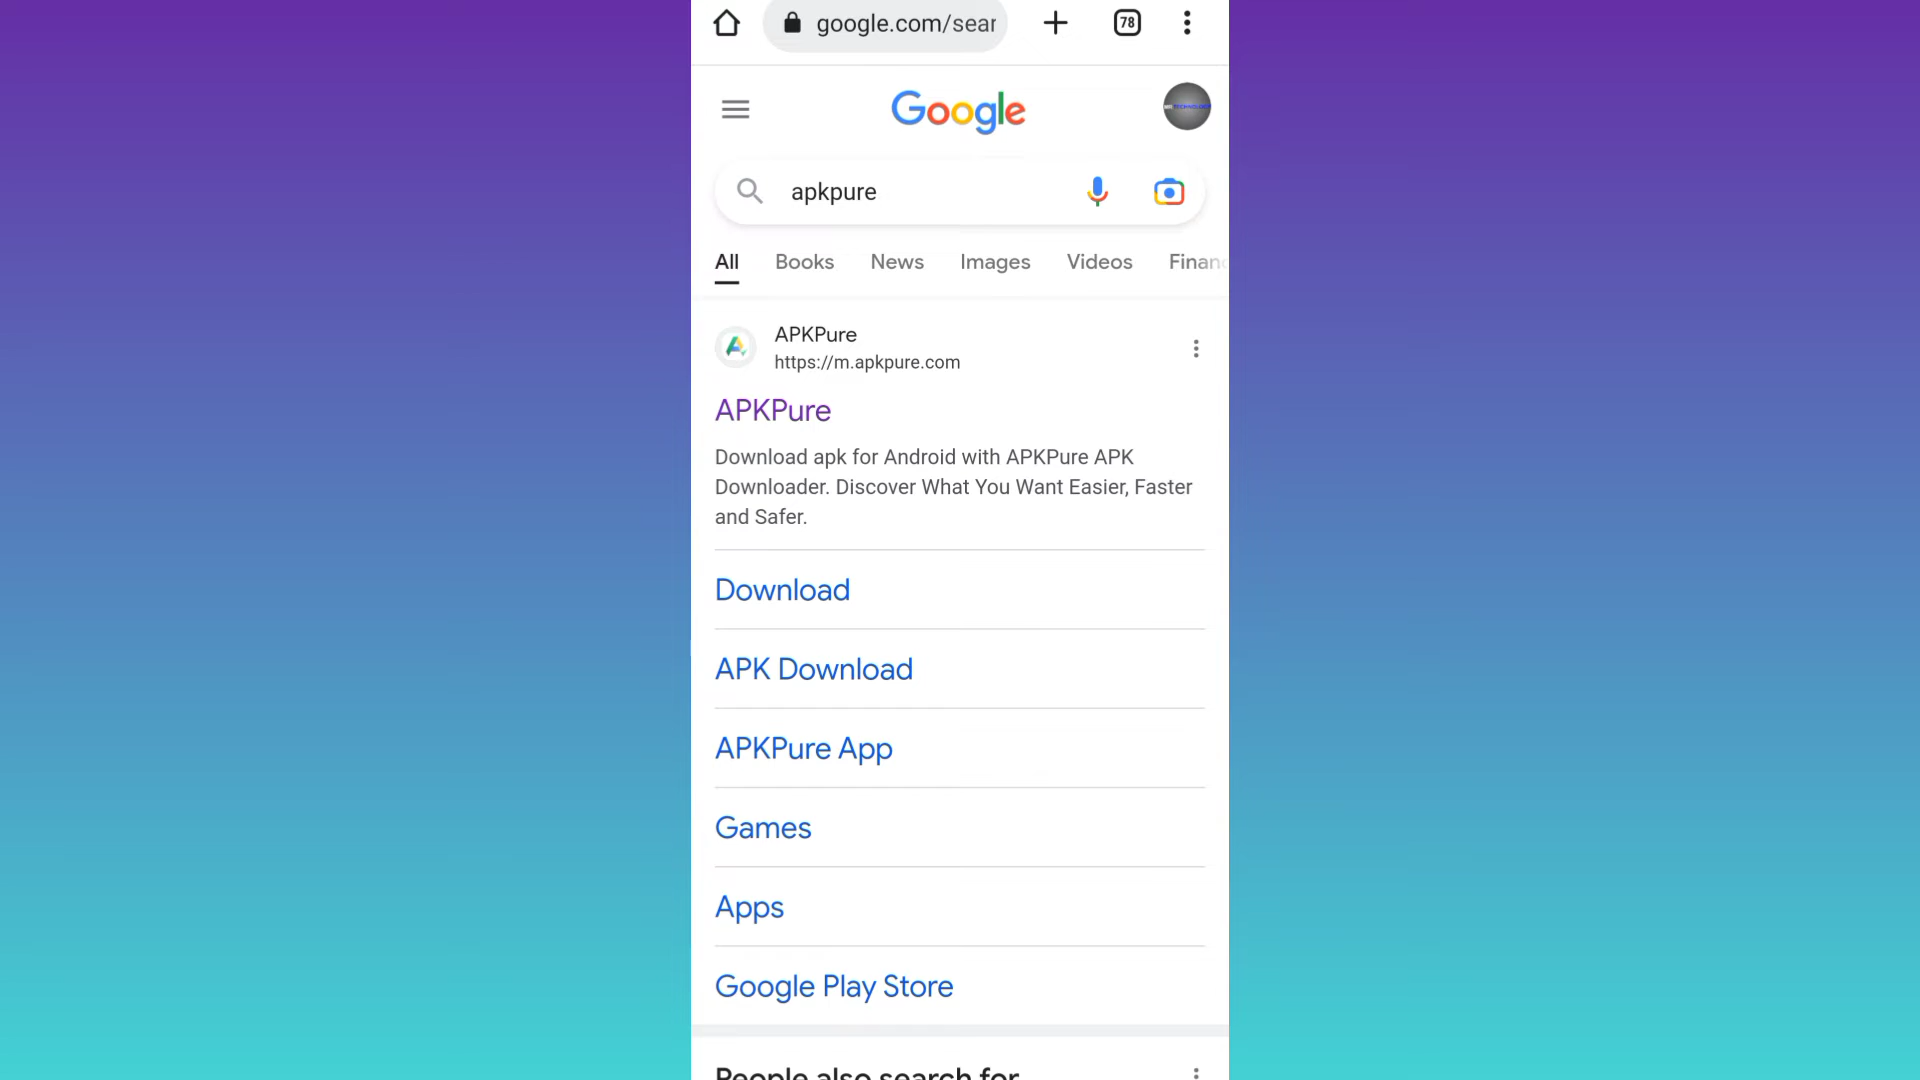 google.com/sear
78
Google
apkpure
All Books News Images Videos Finan
APKPure
https://m.apkpure.com
APKPure
Download apk for Android with APKPure APK
Downloader. Discover What You Want Easier, Faster
and Safer.
Download
APK Download
APKPure App
Games
Apps
Google Play Store
People also search for